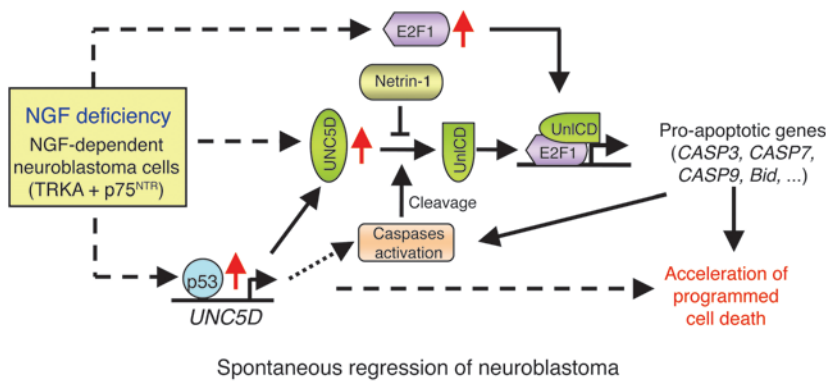 E2F1
Netrin-1
NGF deficiency
NGF-dependent
neuroblastoma cells
(TRKA + p75NTR)
UNC5D
UnICD
UnICD
E2F1
Pro-apoptotic genes
(CASP3, CASP7,
CASP9, Bid, ...)
Cleavage
Caspases
activation
p53
UNC5D
Acceleration of
programmed
cell death
Spontaneous regression of neuroblastoma